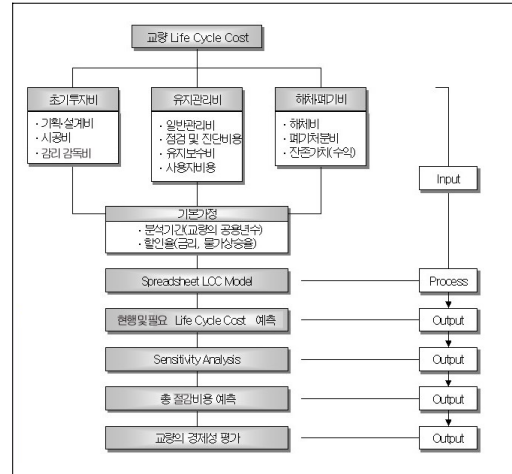 교량 Life Cycle Cost
초기투자비
· 기획·설계비
· 시공비
· 감리 감독비
유지관리비
· 일반관리비
· 점검 및 진단비용
· 유지보수비
· 사용자비용
해체·폐기비
· 해체비
· 폐기처분비
· 잔존가치(수익)
Input
기본가정
· 분석기간(교량의 공용년수)
· 할인율(금리, 물가상승율)
Spreadsheet LCC Model
Process
현행및필요 Life Cycle Cost 예측
Output
Sensitivity Analysis
Output
총 절감비용 예측
Output
교량의 경제성 평가
Output